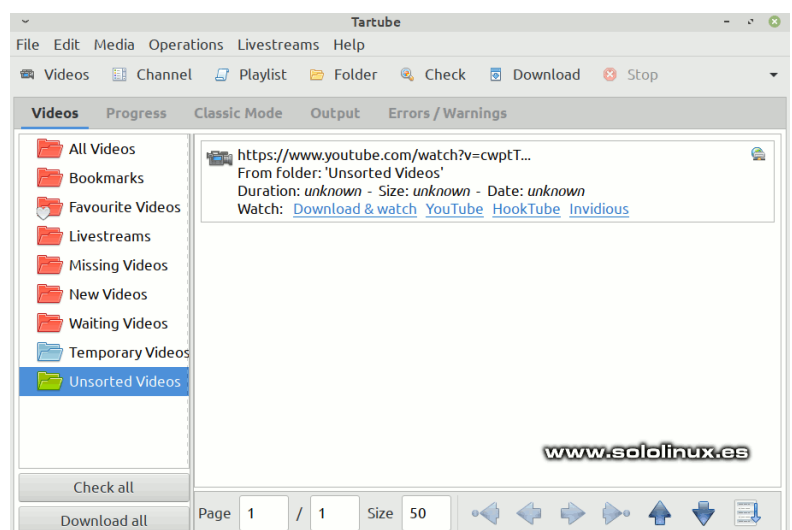 Tartube
File Edit Media Operations Livestreams Help
Videos Channel Playlist Folder Check Download Stop
Videos Progress Classic Mode Output Errors / Warnings
All Videos
Bookmarks
Favourite Videos
Livestreams
Missing Videos
New Videos
Waiting Videos
Temporary Videos
Unsorted Videos
Check all
Download all
https://www.youtube.com/watch?v=cwptT...
From folder: 'Unsorted Videos'
Duration: unknown - Size: unknown - Date: unknown
Watch: Download & watch YouTube HookTube Invidious
www.sololinux.es
Page 1 / 1 Size 50